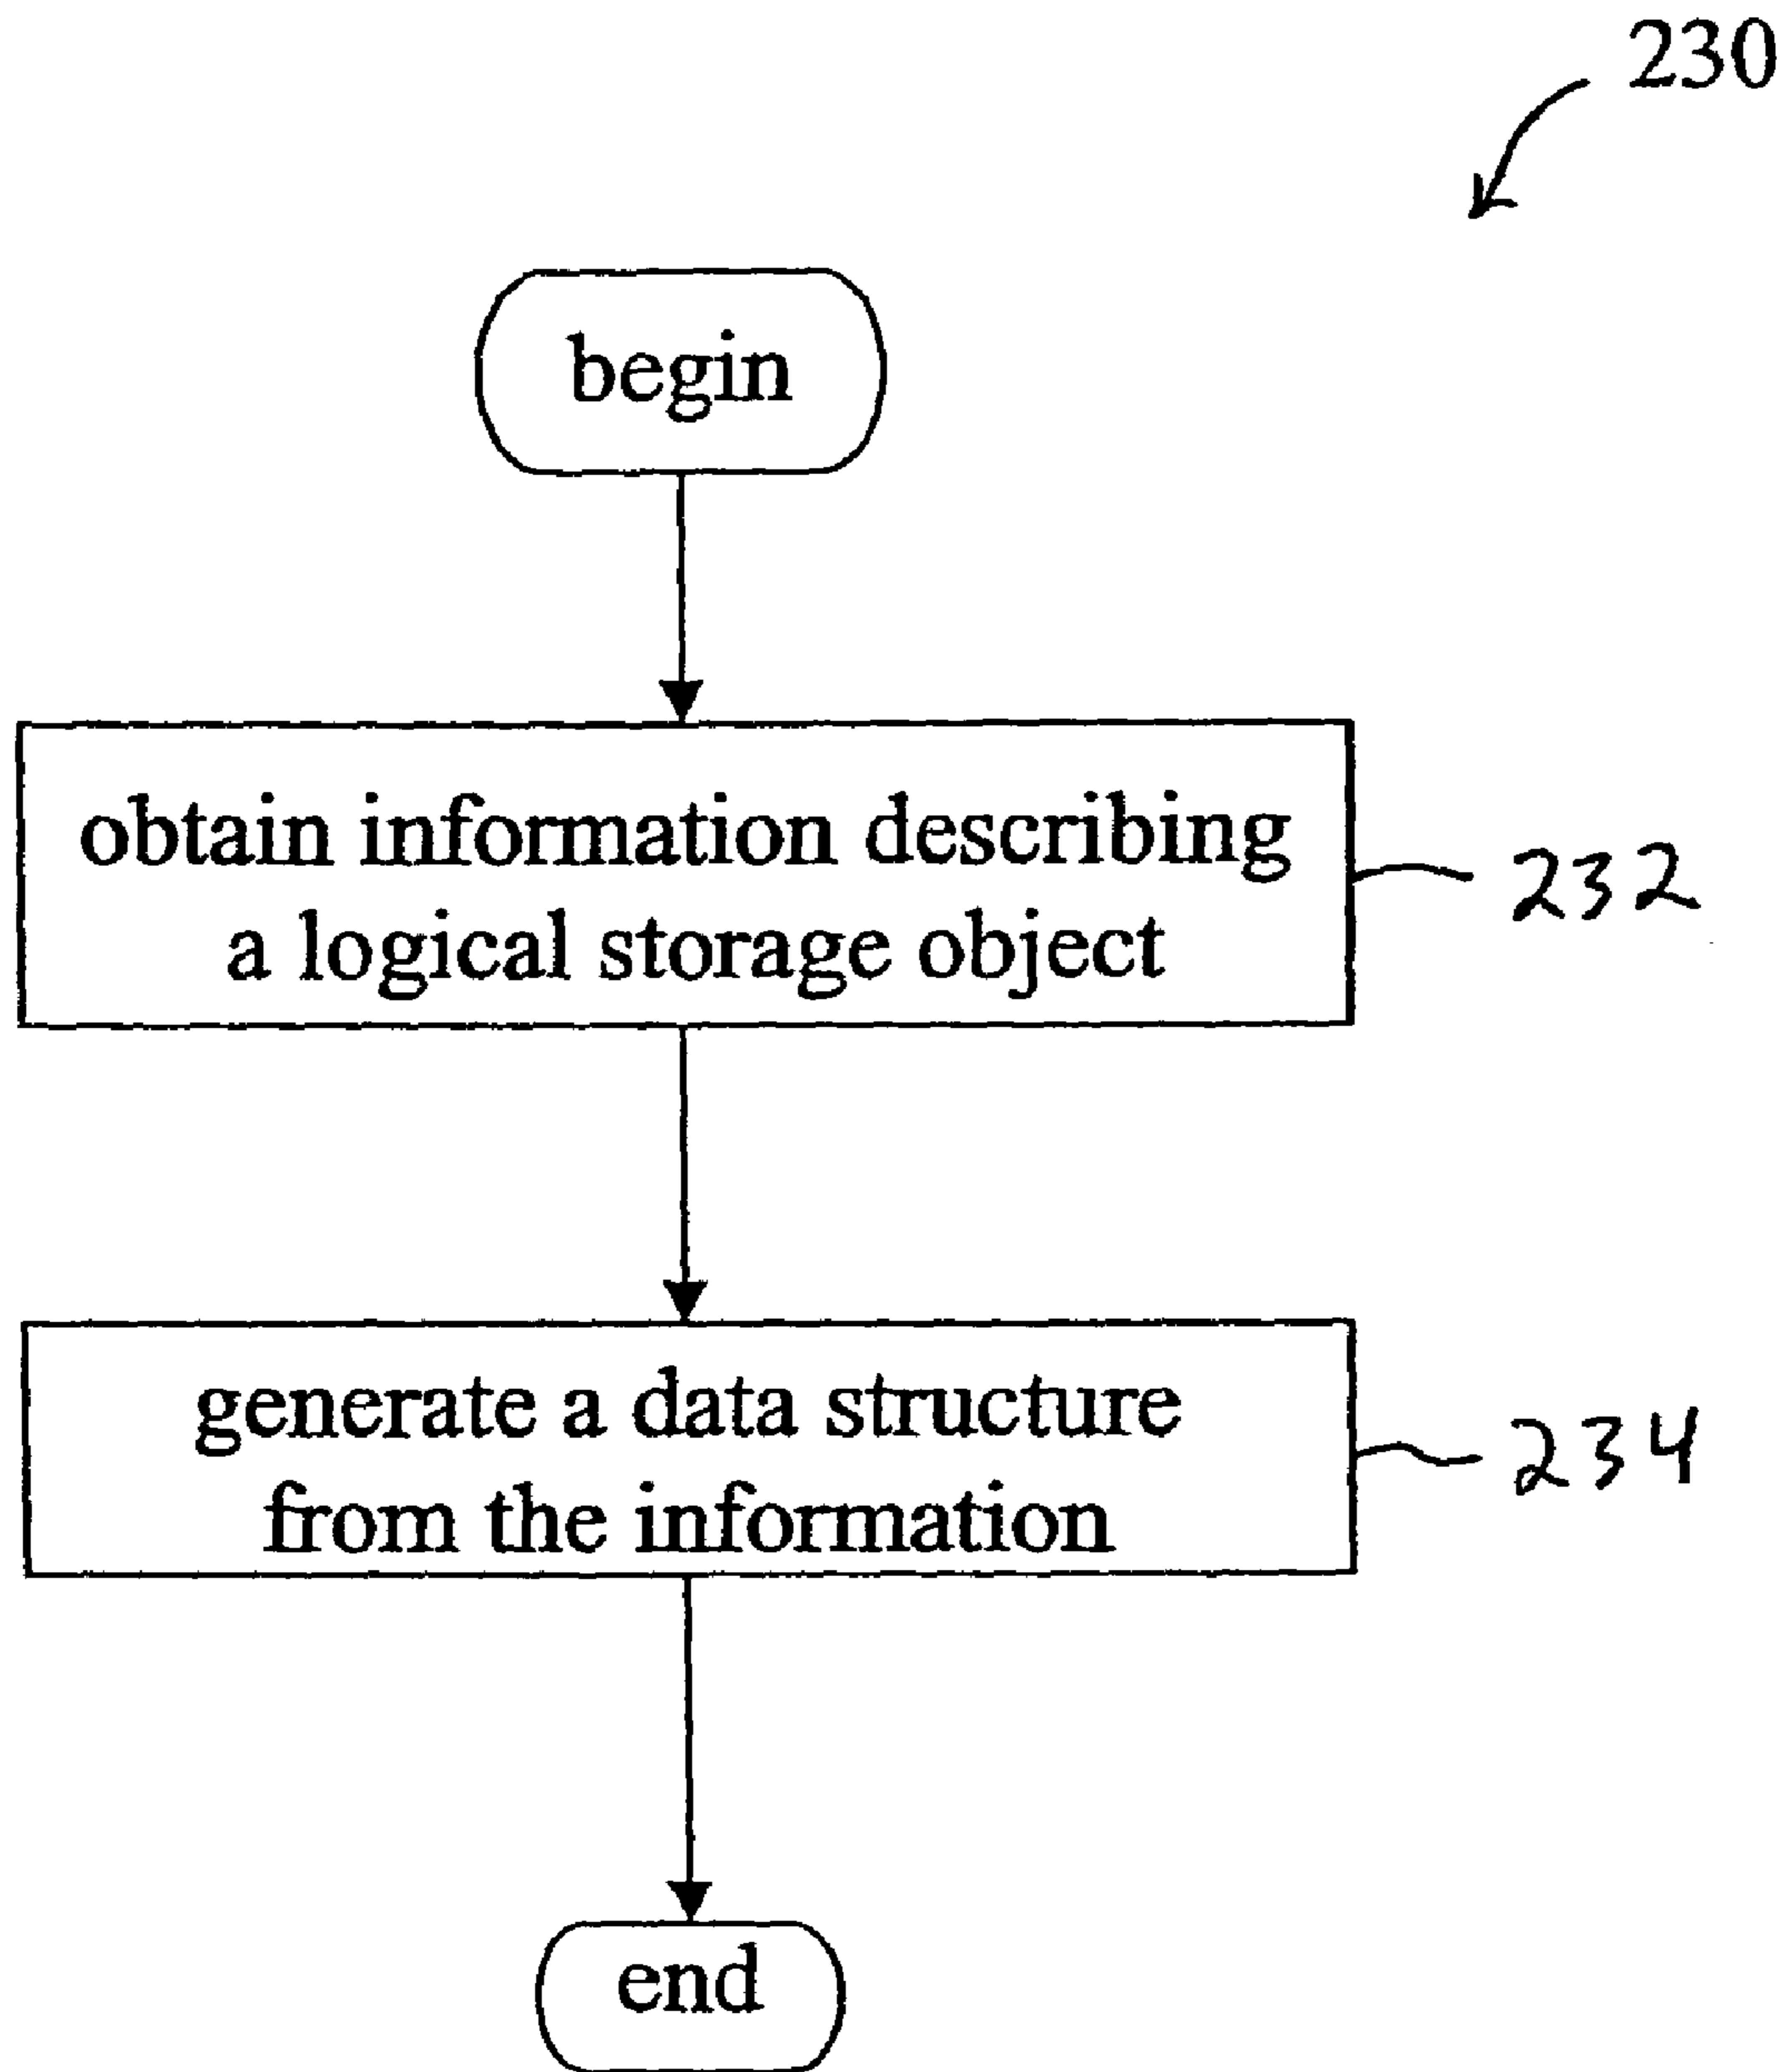 230
begin
obtain information describing
a logical storage object
232
generate a data structure
from the information
234
end